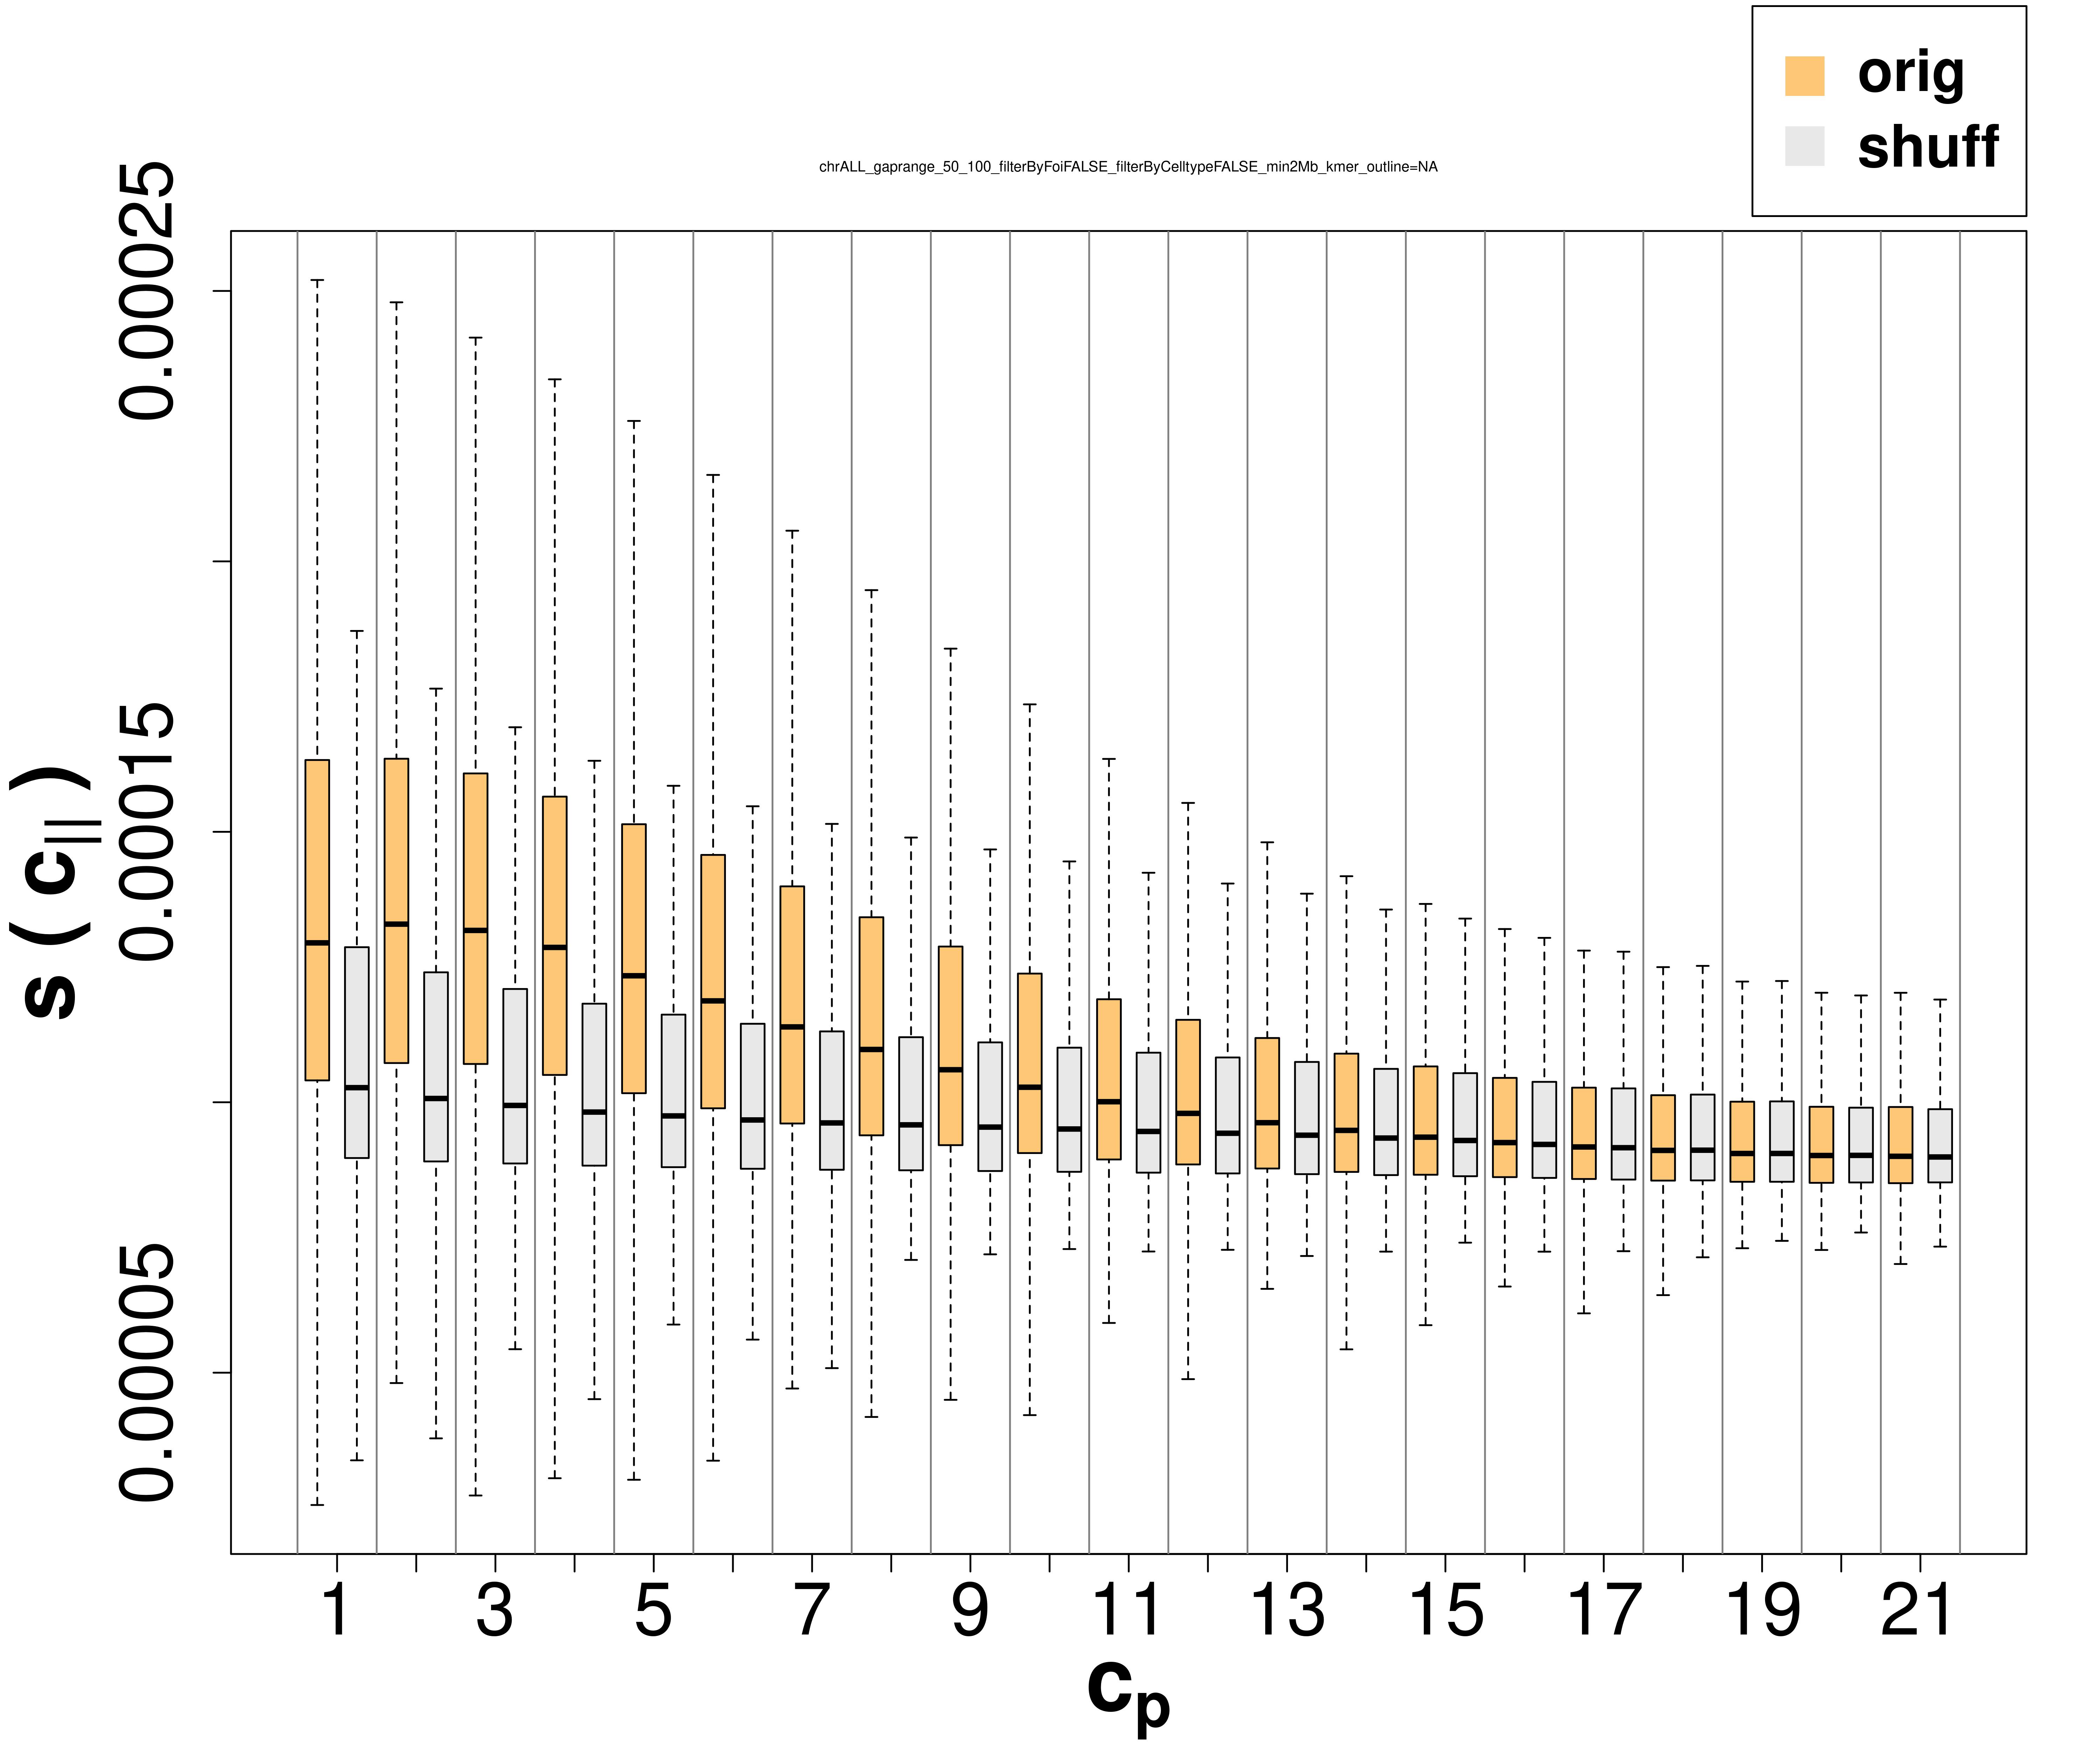 orig
shuff
chrALL_gaprange_50_100_filterByFoiFALSE_filterByCelltypeFALSE_min2Mb_kmer_outline=NA
s ( c|| )
0.00025
0.00015
0.00005
1 3 5 7 9 11 13 15 17 19 21
cp